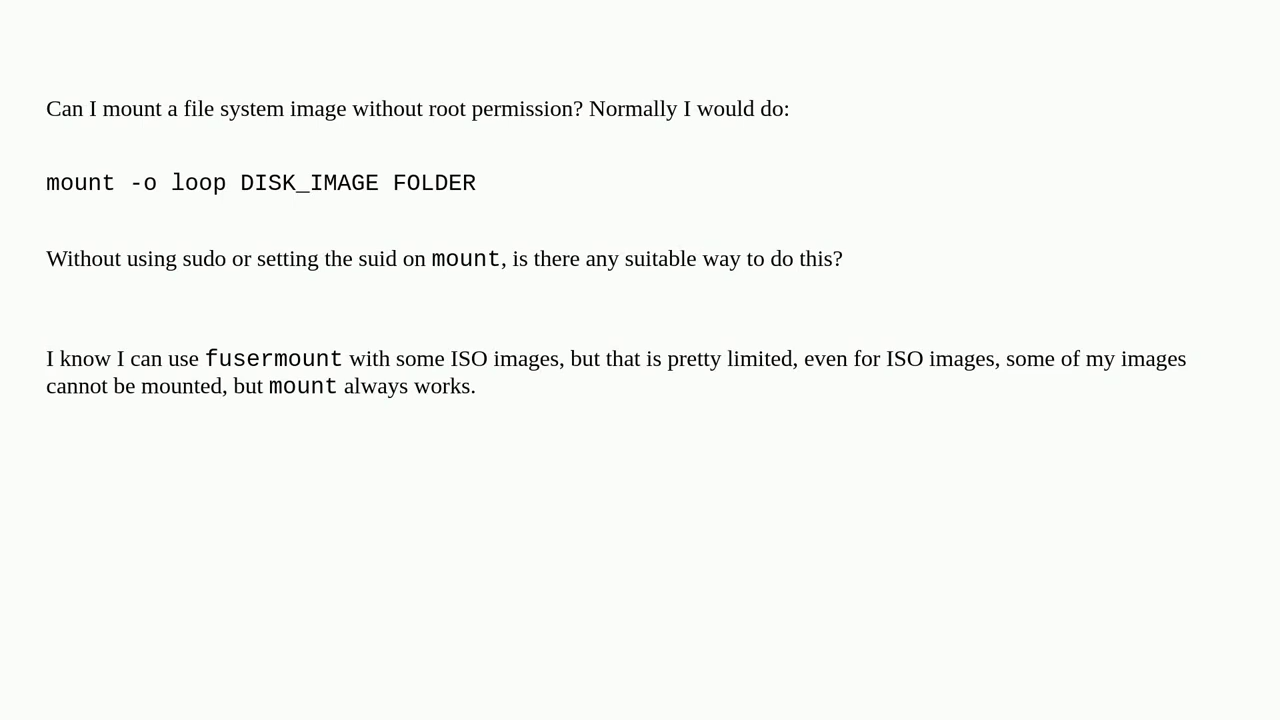 Can I mount a file system image without root permission? Normally I would do:
mount -o loop DISK_IMAGE FOLDER
Without using sudo or setting the suid on mount, is there any suitable way to do this?
I know I can use fusermount with some ISO images, but that is pretty limited, even for ISO images, some of my images
cannot be mounted, but mount always works.